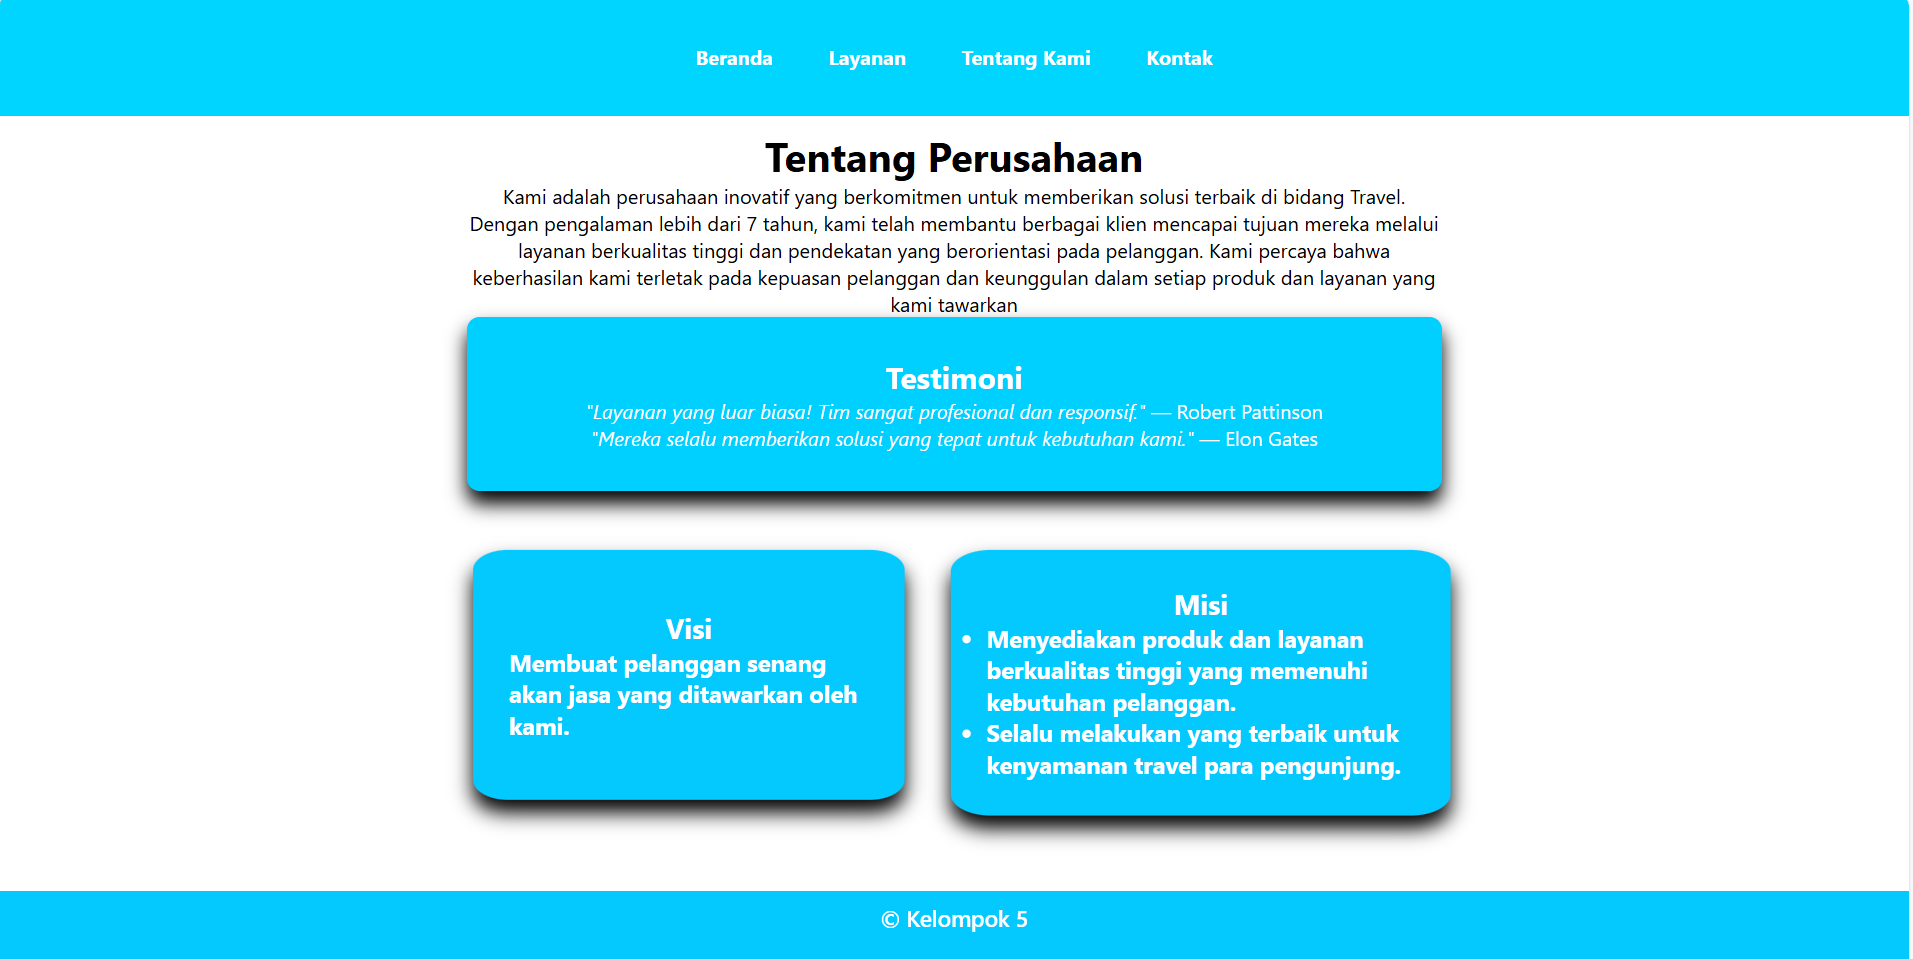 Beranda Layanan Tentang Kami Kontak
Tentang Perusahaan
Kami adalah perusahaan inovatif yang berkomitmen untuk memberikan solusi terbaik di bidang Travel.
Dengan pengalaman lebih dari 7 tahun, kami telah membantu berbagai klien mencapai tujuan mereka melalui
layanan berkualitas tinggi dan pendekatan yang berorientasi pada pelanggan. Kami percaya bahwa
keberhasilan kami terletak pada kepuasan pelanggan dan keunggulan dalam setiap produk dan layanan yang
kami tawarkan
Testimoni
"Layanan yang luar biasa! Tim sangat profesional dan responsif." — Robert Pattinson
"Mereka selalu memberikan solusi yang tepat untuk kebutuhan kami." — Elon Gates
Visi
Membuat pelanggan senang
akan jasa yang ditawarkan oleh
kami.
Misi
• Menyediakan produk dan layanan
berkualitas tinggi yang memenuhi
kebutuhan pelanggan.
• Selalu melakukan yang terbaik untuk
kenyamanan travel para pengunjung.
© Kelompok 5